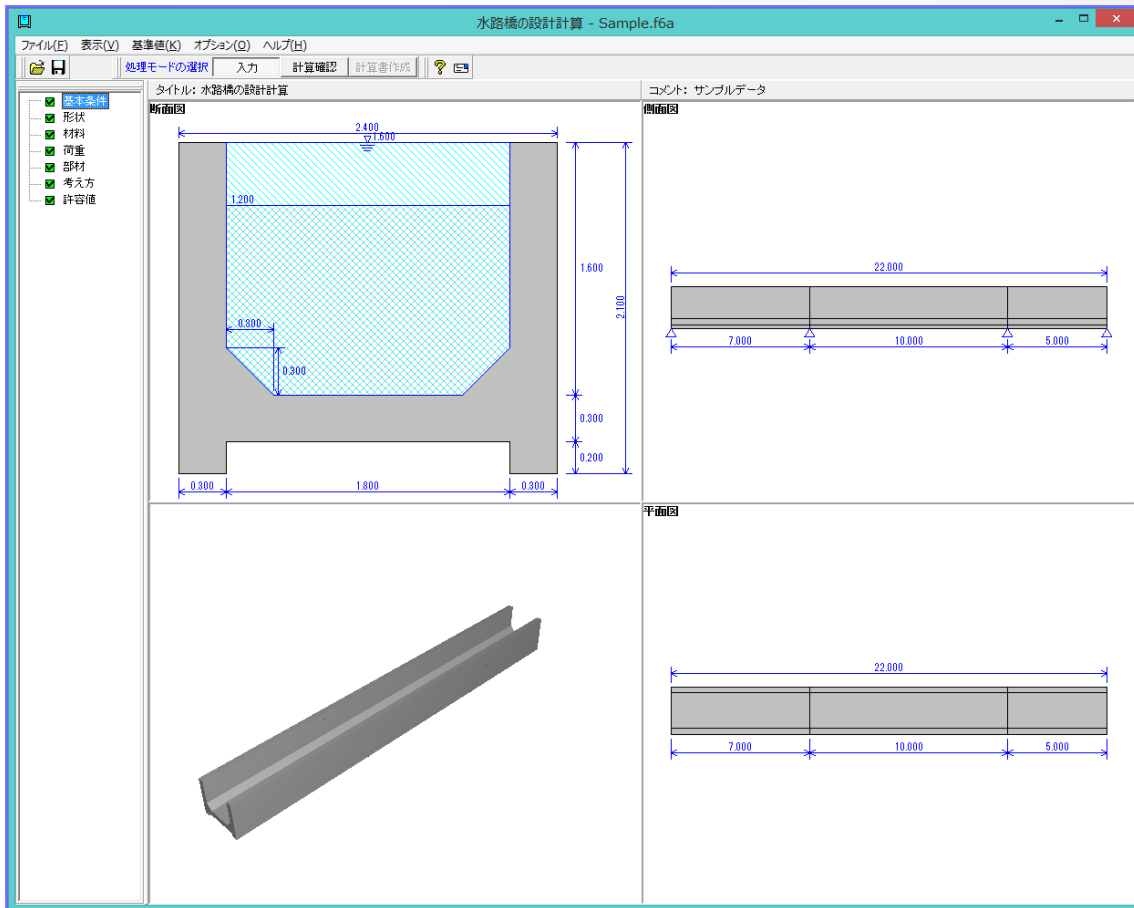 水路橋の設計計算 - Sample.f6a
ファイル(F) 表示(V) 基準値(K) オプション(O) ヘルプ(H)
処理モードの選択 入力 計算確認 計算書作成
基本条件
形状
材料
荷重
部材
考え方
許容値
タイトル: 水路橋の設計計算
コメント: サンプルデータ
断面図
2.400
1.600
1.200
1.600
2.100
0.300
0.300
0.300
0.200
0.300 1.800 0.300
側面図
22.000
7.000 10.000 5.000
平面図
22.000
7.000 10.000 5.000